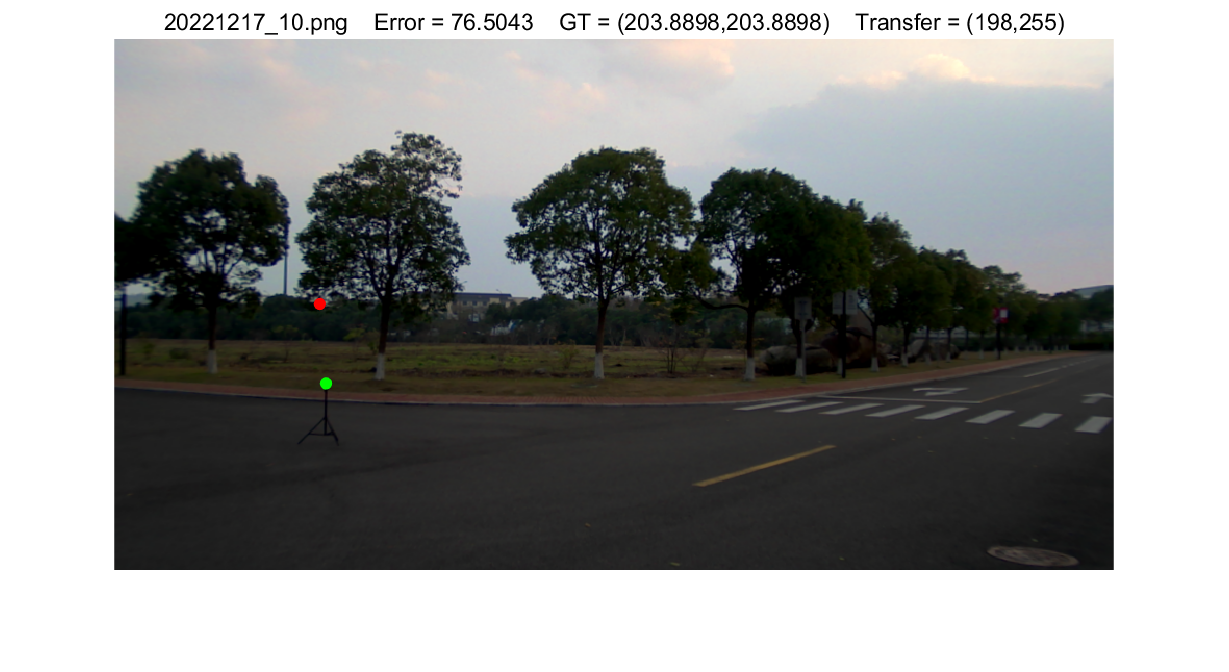 20221217_10.png    Error = 76.5043    GT = (203.8898,203.8898)    Transfer = (198,255)